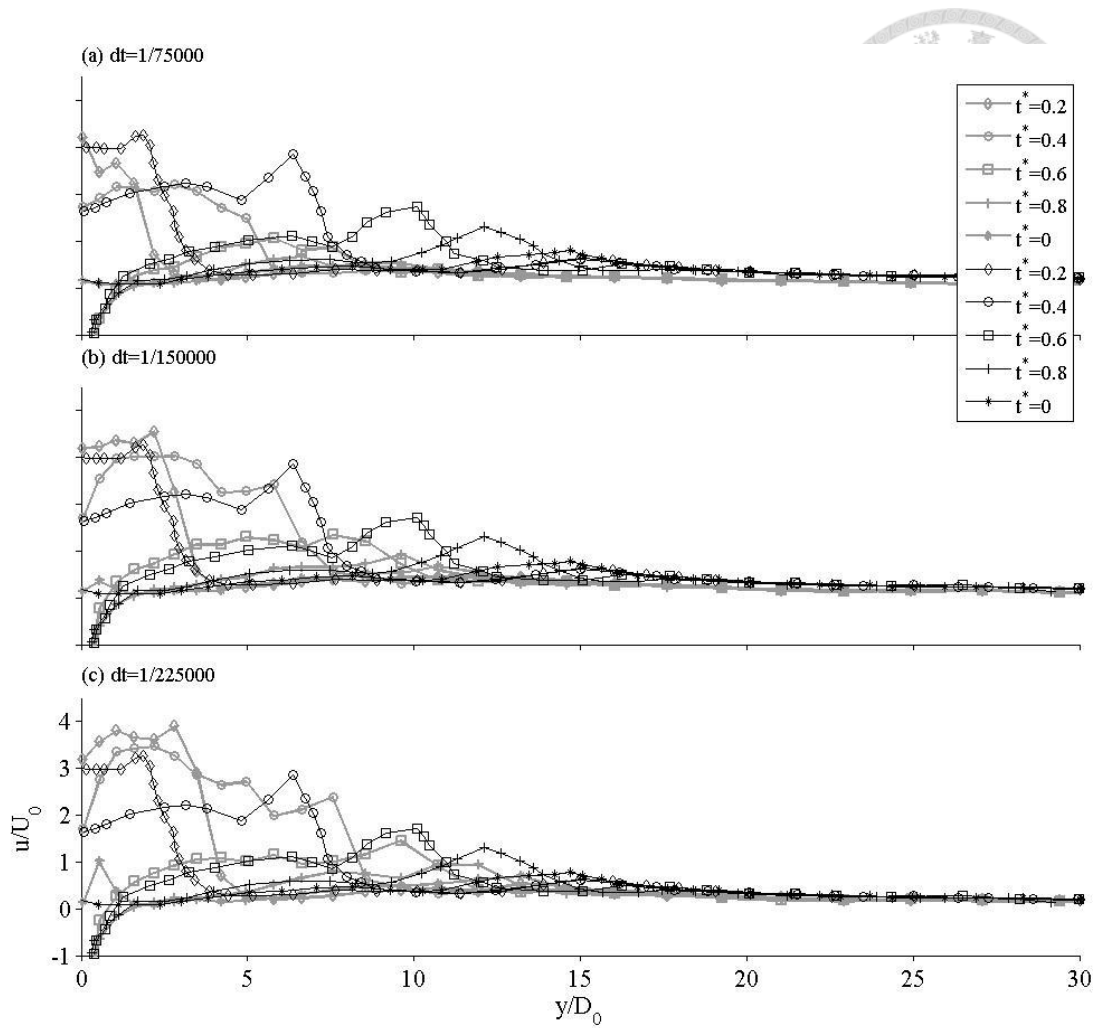 (a) dt=1/75000
t*=0.2
t*=0.4
t*=0.6
t*=0.8
t*=0
t*=0.2
t*=0.4
t*=0.6
t*=0.8
t*=0
(b) dt=1/150000
(c) dt=1/225000
4
3
2
1
0
-1
u/U₀
0 5 10 15 20 25 30
y/D₀